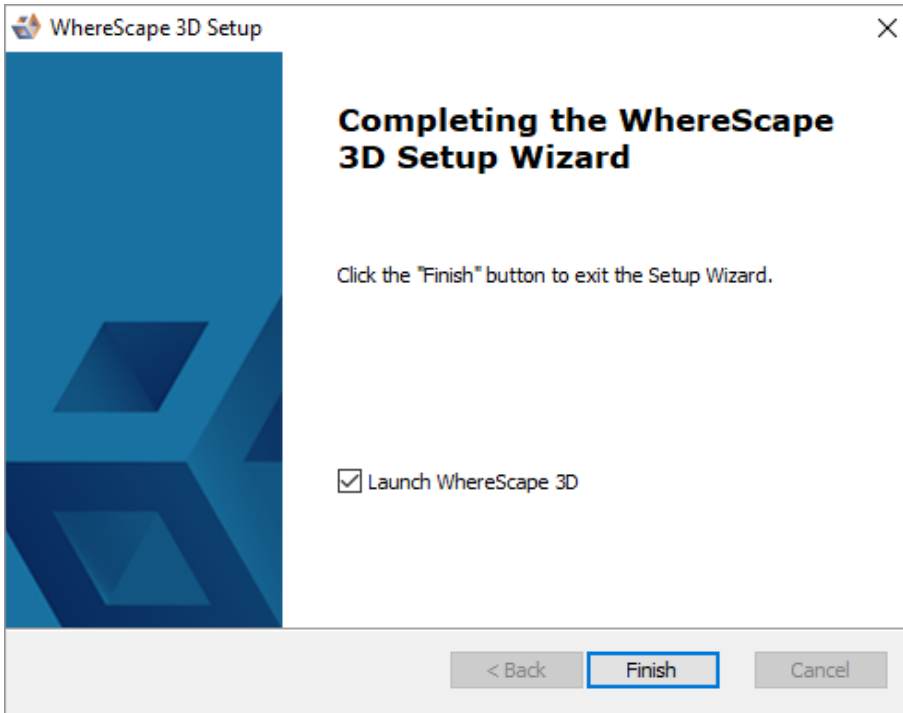 WhereScape 3D Setup
Completing the WhereScape
3D Setup Wizard
Click the "Finish" button to exit the Setup Wizard.
Launch WhereScape 3D
< Back
Finish
Cancel